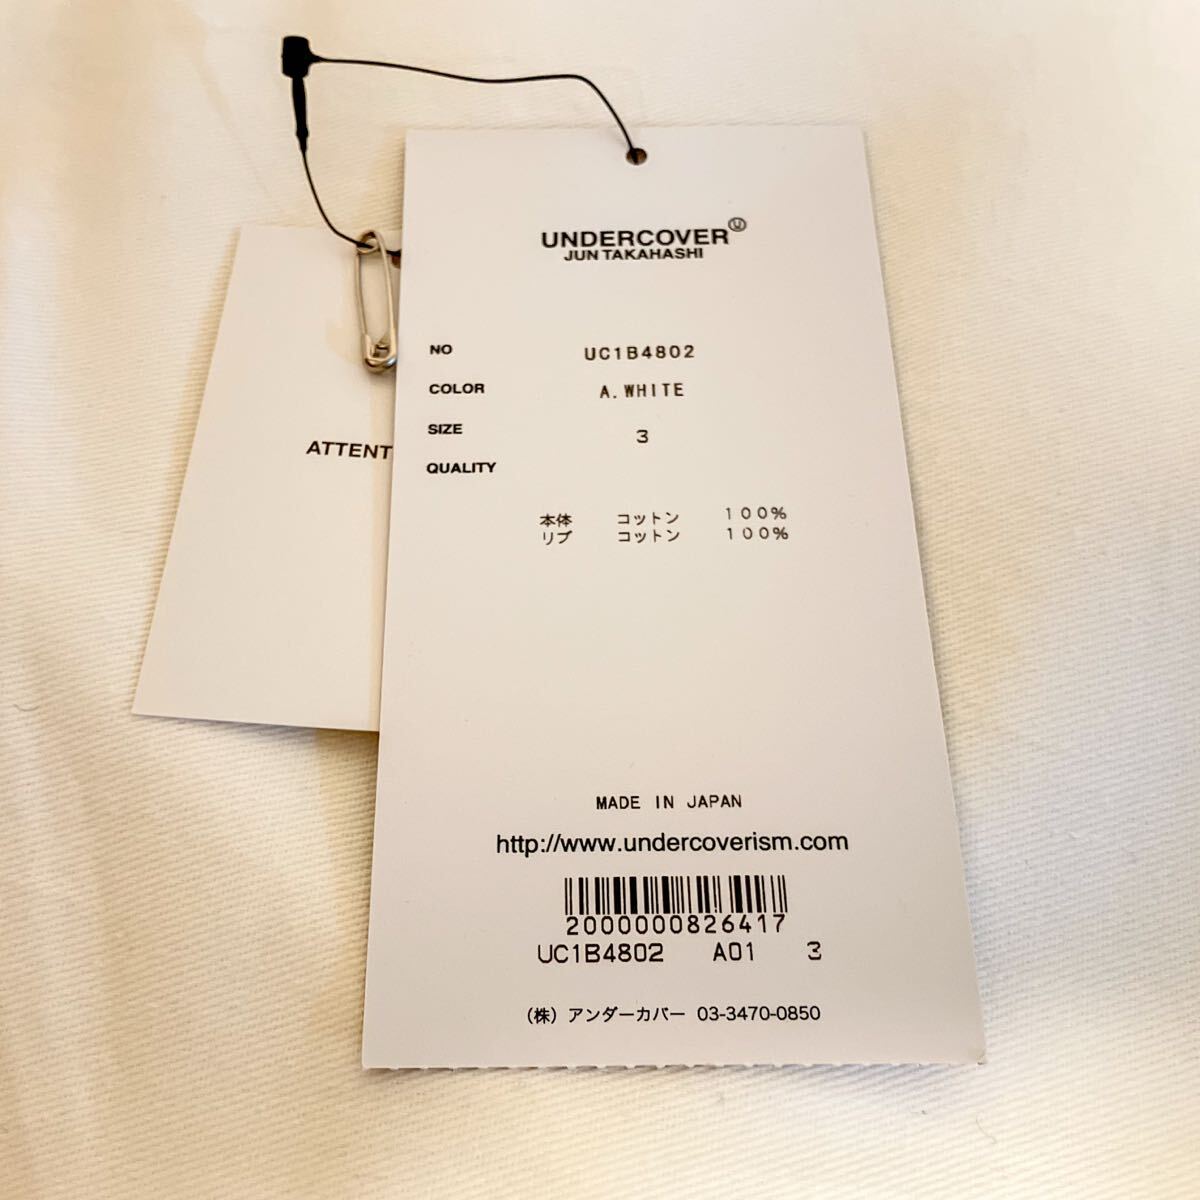 UNDERCOVER Ⓤ
JUN TAKAHASHI
NO UC1B4802
COLOR A.WHITE
SIZE 3
QUALITY
本体 コットン 100%
リブ コットン 100%
MADE IN JAPAN
http://www.undercoverism.com
2000000826417
UC1B4802 A01 3
(株) アンダーカバー 03-3470-0850
ATTENT